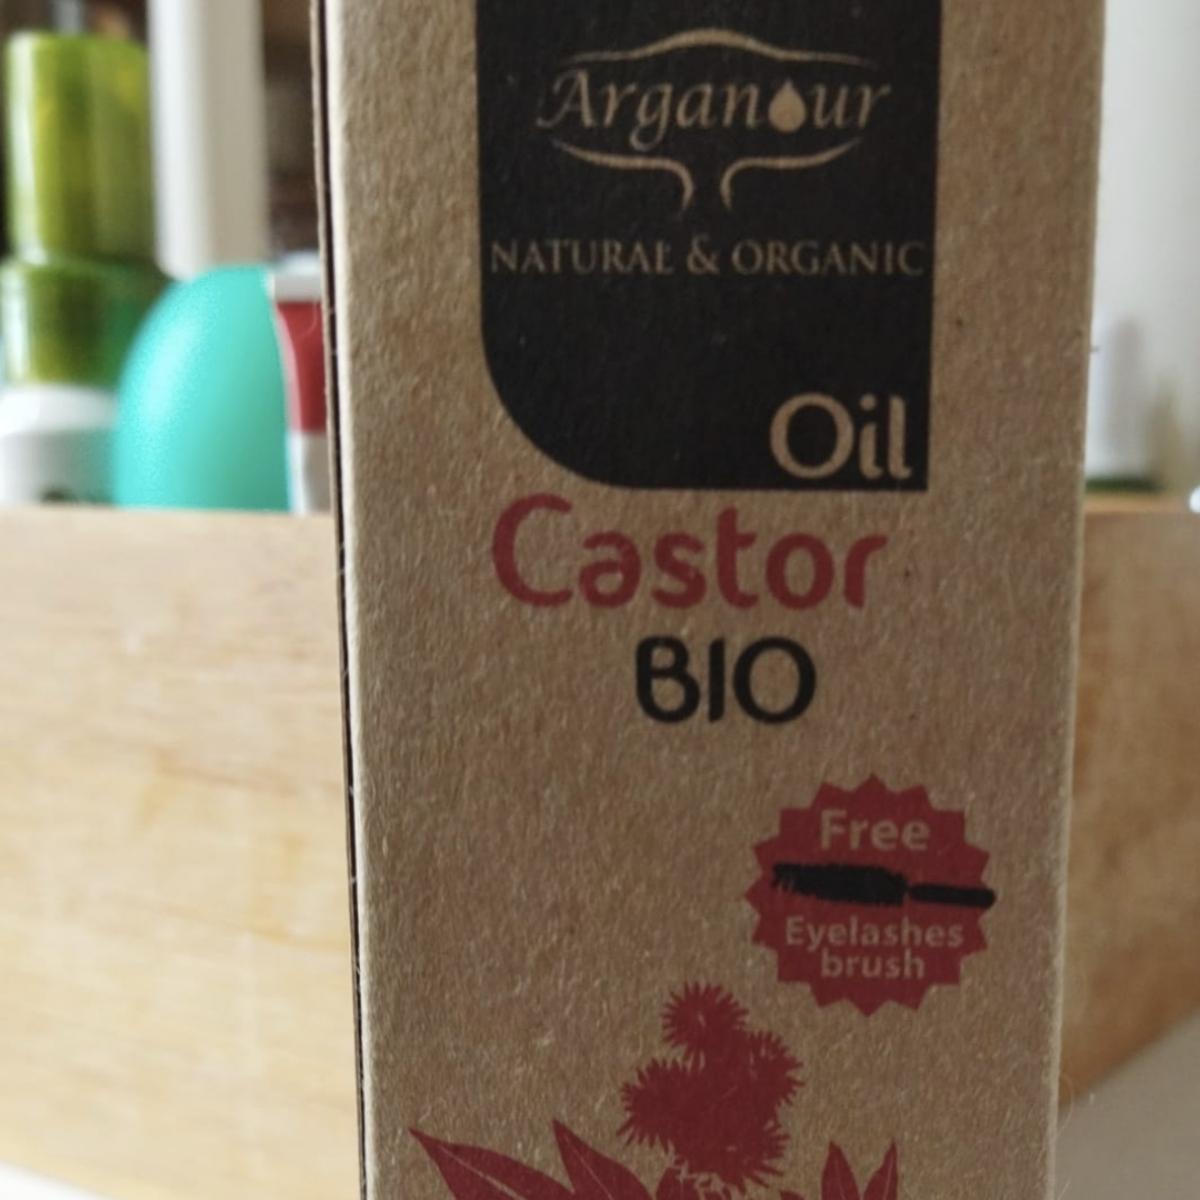 Arganour
NATURAL & ORGANIC
Oil
Castor
BIO
Free
Eyelashes
brush